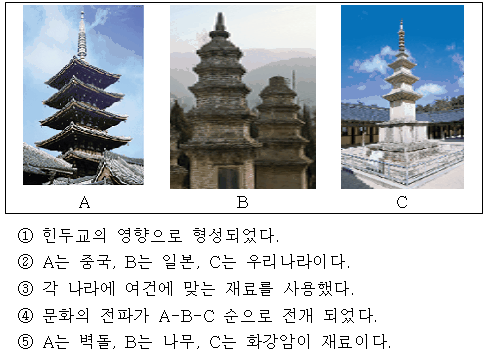 A B C
① 힌두교의 영향으로 형성되었다.
② A는 중국, B는 일본, C는 우리나라이다.
③ 각 나라에 여건에 맞는 재료를 사용했다.
④ 문화의 전파가 A-B-C 순으로 전개 되었다.
⑤ A는 벽돌, B는 나무, C는 화강암이 재료이다.